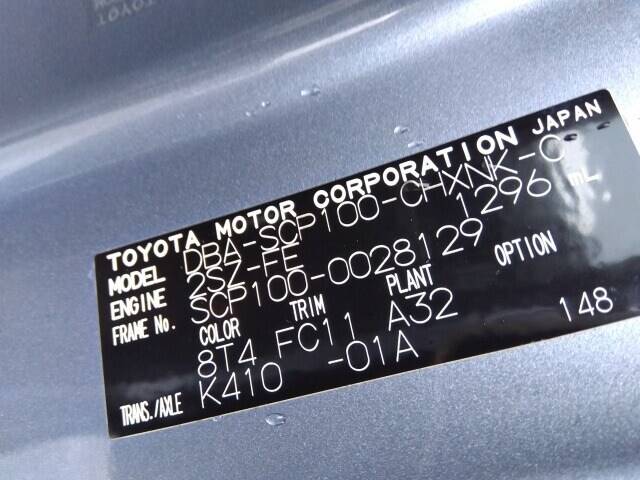 TOYOTA
TOYOTA MOTOR CORPORATION JAPAN
MODEL DBA-SCP100-CHXNK-C
ENGINE 2SZ-FE 1296 mL
FRAME No. SCP100-0028129
COLOR TRIM PLANT OPTION
8T4 FC11 A32
TRANS./AXLE K410 -01A 148